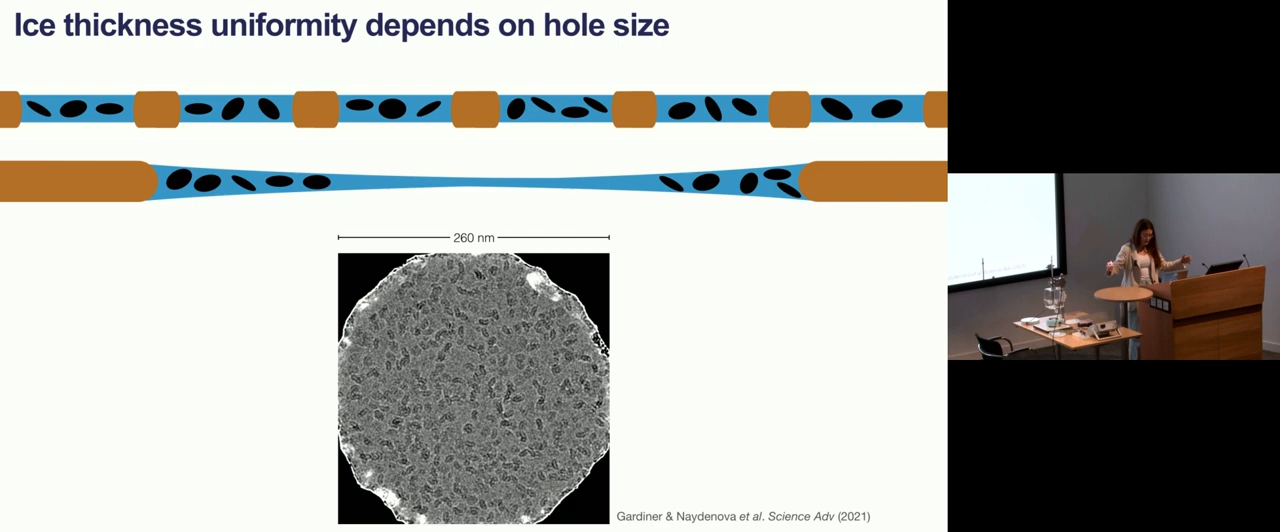 Ice thickness uniformity depends on hole size
260 nm
Gardiner & Naydenova et al. Science Adv (2021)